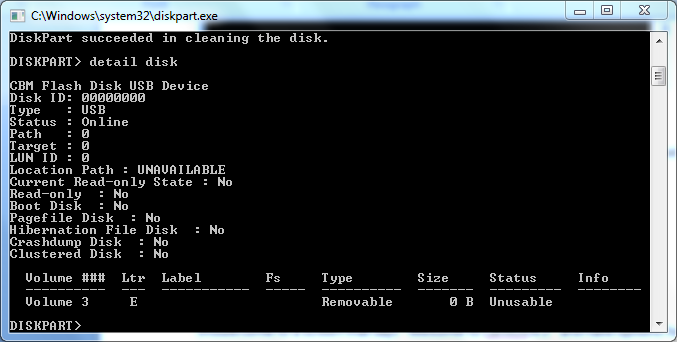 C:\Windows\system32\diskpart.exe
DiskPart succeeded in cleaning the disk.
DISKPART> detail disk
CBM Flash Disk USB Device
Disk ID: 00000000
Type   : USB
Status : Online
Path   : 0
Target : 0
LUN ID : 0
Location Path : UNAVAILABLE
Current Read-only State : No
Read-only  : No
Boot Disk  : No
Pagefile Disk  : No
Hibernation File Disk  : No
Crashdump Disk  : No
Clustered Disk  : No
  Volume ###  Ltr  Label        Fs     Type        Size     Status     Info
  ----------  ---  -----------  -----  ----------  -------  ---------  --------
  Volume 3     E                       Removable       0 B  Unusable
DISKPART>